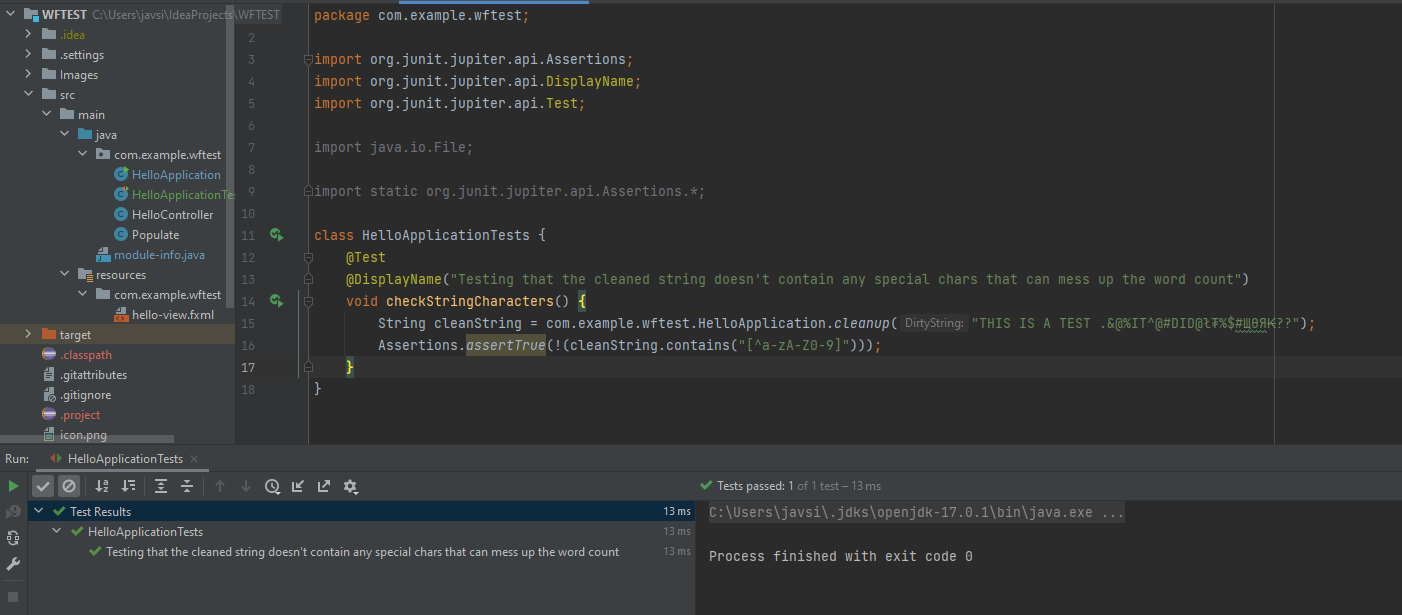 WFTEST C:\Users\javsi\IdeaProjects\WFTEST
.idea
.settings
Images
src
main
java
com.example.wftest
HelloApplication
HelloApplicationTe
HelloController
Populate
module-info.java
resources
com.example.wftest
hello-view.fxml
target
.classpath
.gitattributes
.gitignore
.project
icon.png
package com.example.wftest;
2
3 import org.junit.jupiter.api.Assertions;
4 import org.junit.jupiter.api.DisplayName;
5 import org.junit.jupiter.api.Test;
6
7 import java.io.File;
8
9 import static org.junit.jupiter.api.Assertions.*;
10
11 class HelloApplicationTests {
12 @Test
13 @DisplayName("Testing that the cleaned string doesn't contain any special chars that can mess up the word count")
14 void checkStringCharacters() {
15 String cleanString = com.example.wftest.HelloApplication.cleanup( DirtyString: "THIS IS A TEST .&@%IT^@#DID@ł₮%$#ЩθЯ₭??");
16 Assertions.assertTrue(!(cleanString.contains("[^a-zA-Z0-9]")));
17 }
18 }
Run: HelloApplicationTests
Tests passed: 1 of 1 test – 13 ms
Test Results 13 ms
HelloApplicationTests 13 ms
Testing that the cleaned string doesn't contain any special chars that can mess up the word count 13 ms
C:\Users\javsi\.jdks\openjdk-17.0.1\bin\java.exe ...
Process finished with exit code 0